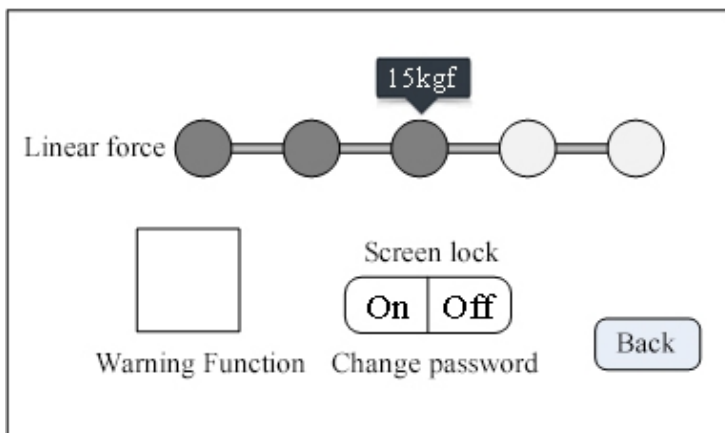 15kgf
Linear force
Screen lock
On Off
Warning Function
Change password
Back